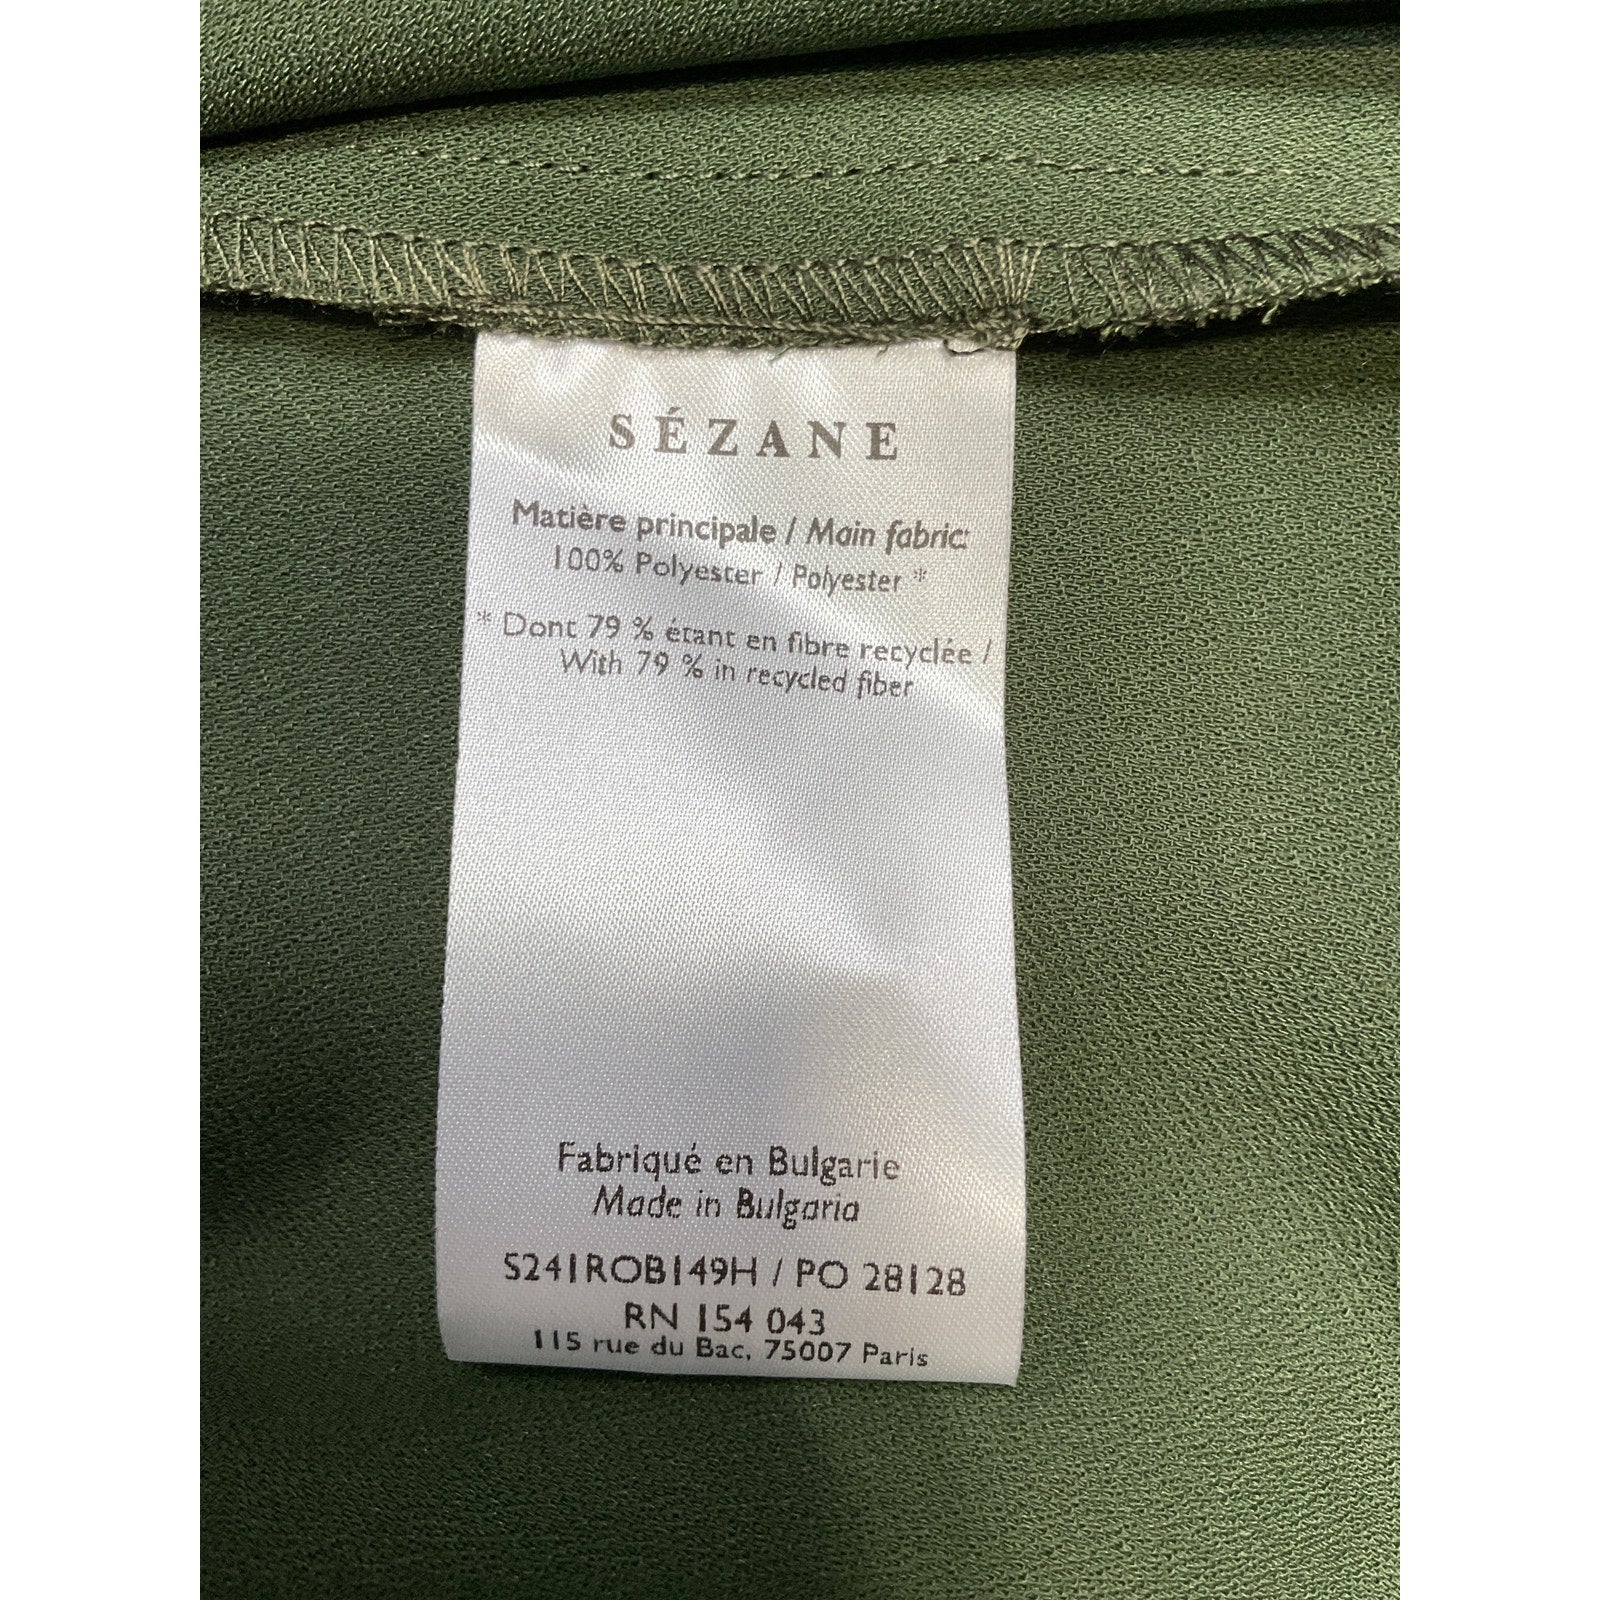 SÉZANE
Matière principale / Main fabric:
100% Polyester / Polyester *
* Dont 79 % étant en fibre recyclée /
With 79 % in recycled fiber
Fabriqué en Bulgarie
Made in Bulgaria
S241ROB149H / PO 28128
RN 154 043
115 rue du Bac, 75007 Paris